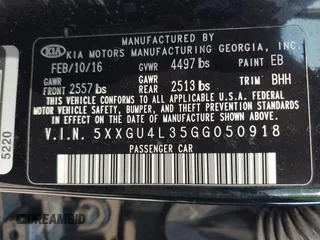 MANUFACTURED BY
KIA KIA MOTORS MANUFACTURING GEORGIA, INC.
FEB/10/16 GVWR 4497 lbs PAINT EB
GAWR FRONT 2557 lbs GAWR REAR 2513 lbs TRIM BHH
THIS VEHICLE CONFORMS TO ALL APPLICABLE FEDERAL
MOTOR VEHICLE SAFETY, BUMPER, AND THEFT PREVENTION
STANDARDS IN EFFECT ON THE DATE OF MANUFACTURE
SHOWN ABOVE.
V.I.N. 5XXGU4L35GG050918
PASSENGER CAR
5220
DREAMBID